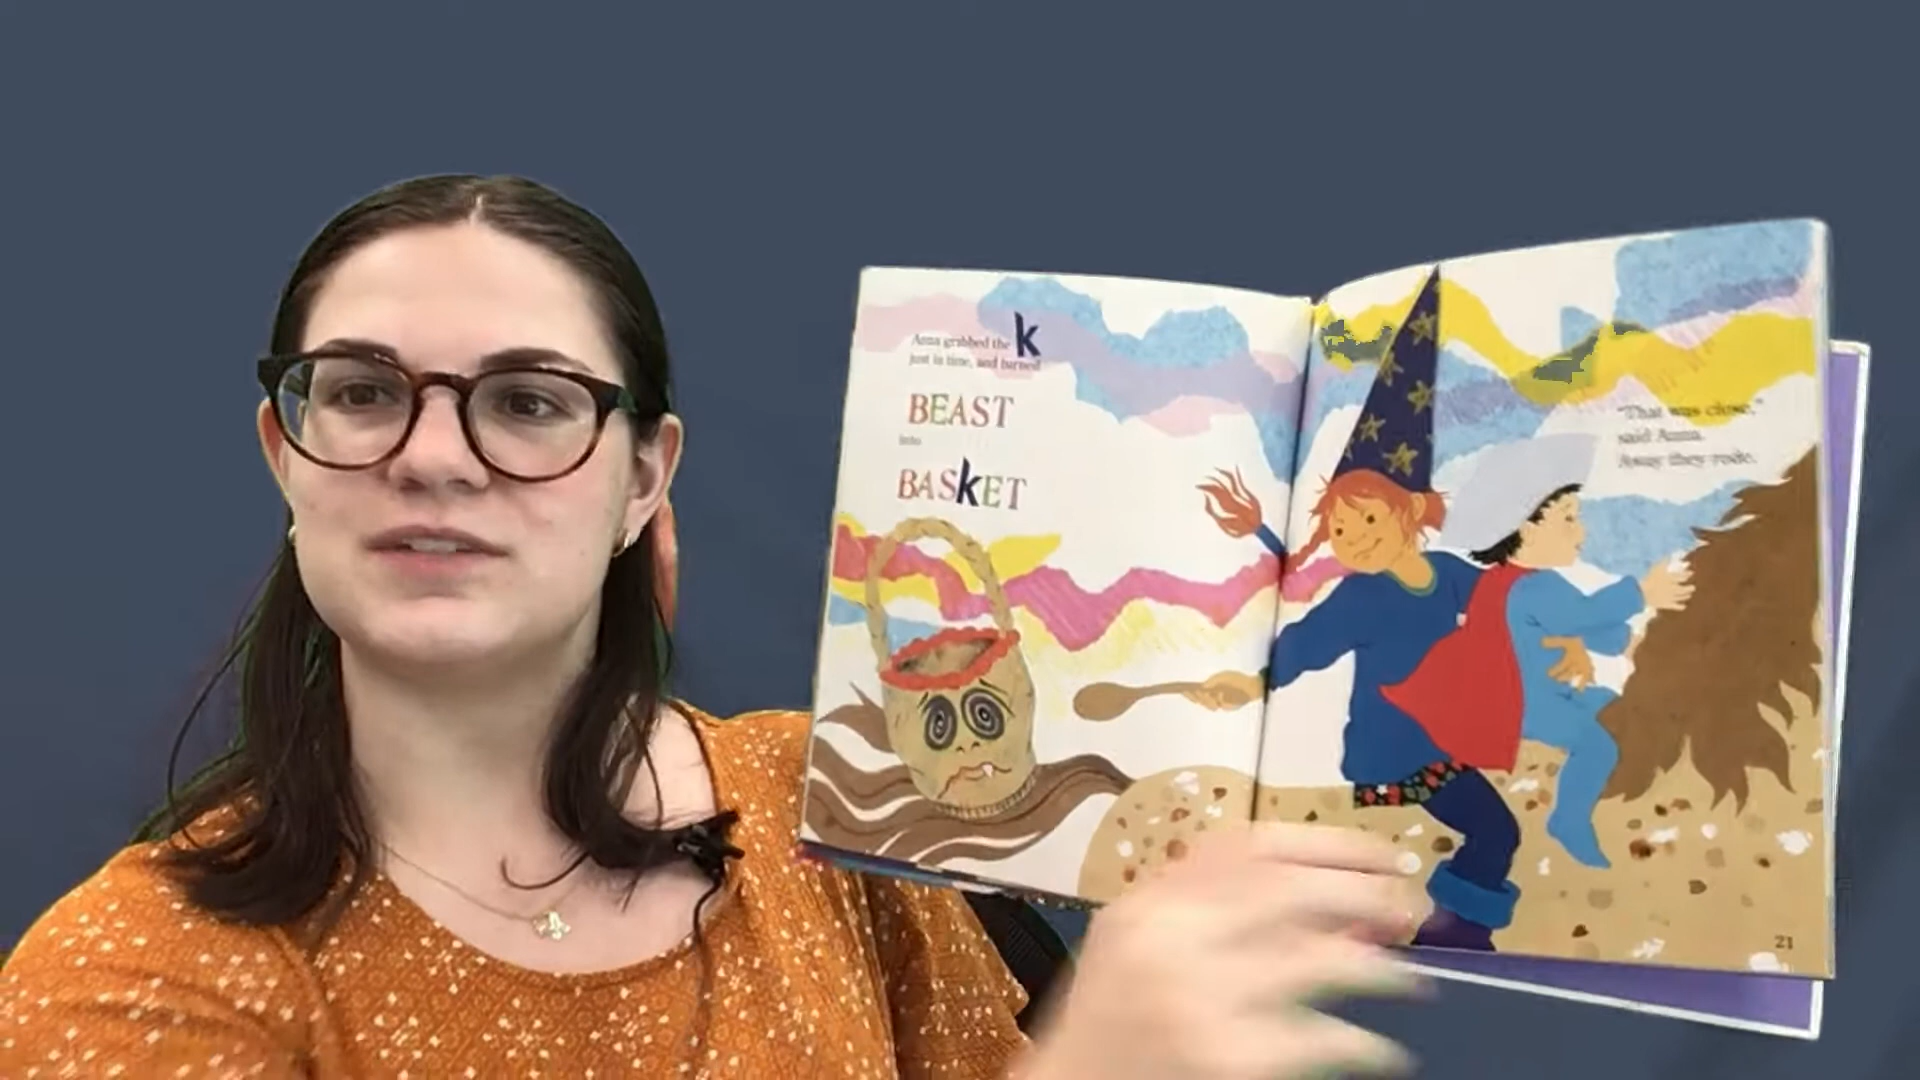 Anna grabbed the k
just in time, and turned
BEAST
into
BASkET
"That was close,"
said Anna.
Away they rode.
21